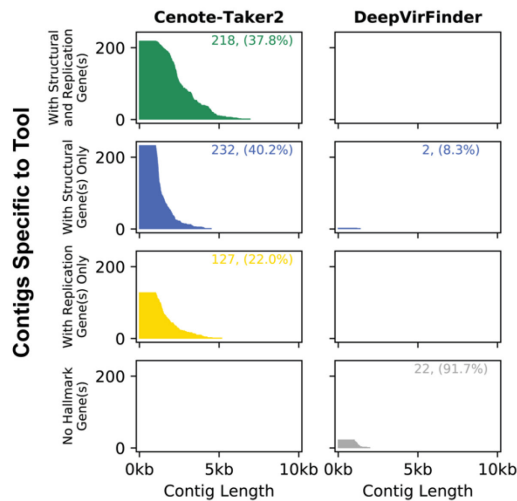 Cenote-Taker2 DeepVirFinder
Contigs Specific to Tool
With Structural
and Replication
Gene(s)
200
0
218, (37.8%)
With Structural
Gene(s) Only
200
0
232, (40.2%)
2, (8.3%)
With Replication
Gene(s) Only
200
0
127, (22.0%)
No Hallmark
Gene(s)
200
0
22, (91.7%)
0kb 5kb 10kb 0kb 5kb 10kb
Contig Length Contig Length